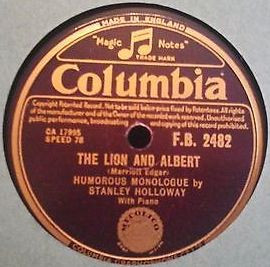 MADE IN ENGLAND
"Magic Notes"
TRADE MARK
Columbia
Copyright Patented Record. Not to be sold below price fixed by Patentees. All rights
of the manufacturer and of the Owner of the recorded work reserved. Unauthorised
public performance, broadcasting and copying of this record prohibited.
CA 17995
SPEED 78
F.B. 2482
THE LION AND ALBERT
(Marriott Edgar)
HUMOROUS MONOLOGUE by
STANLEY HOLLOWAY
With Piano
MECOLICO